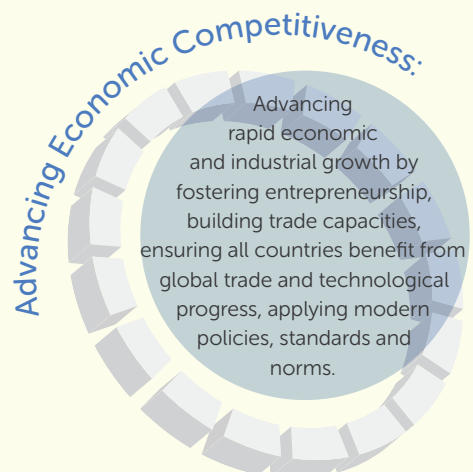 Advancing Economic Competitiveness:
Advancing
rapid economic
and industrial growth by
fostering entrepreneurship,
building trade capacities,
ensuring all countries benefit from
global trade and technological
progress, applying modern
policies, standards and
norms.